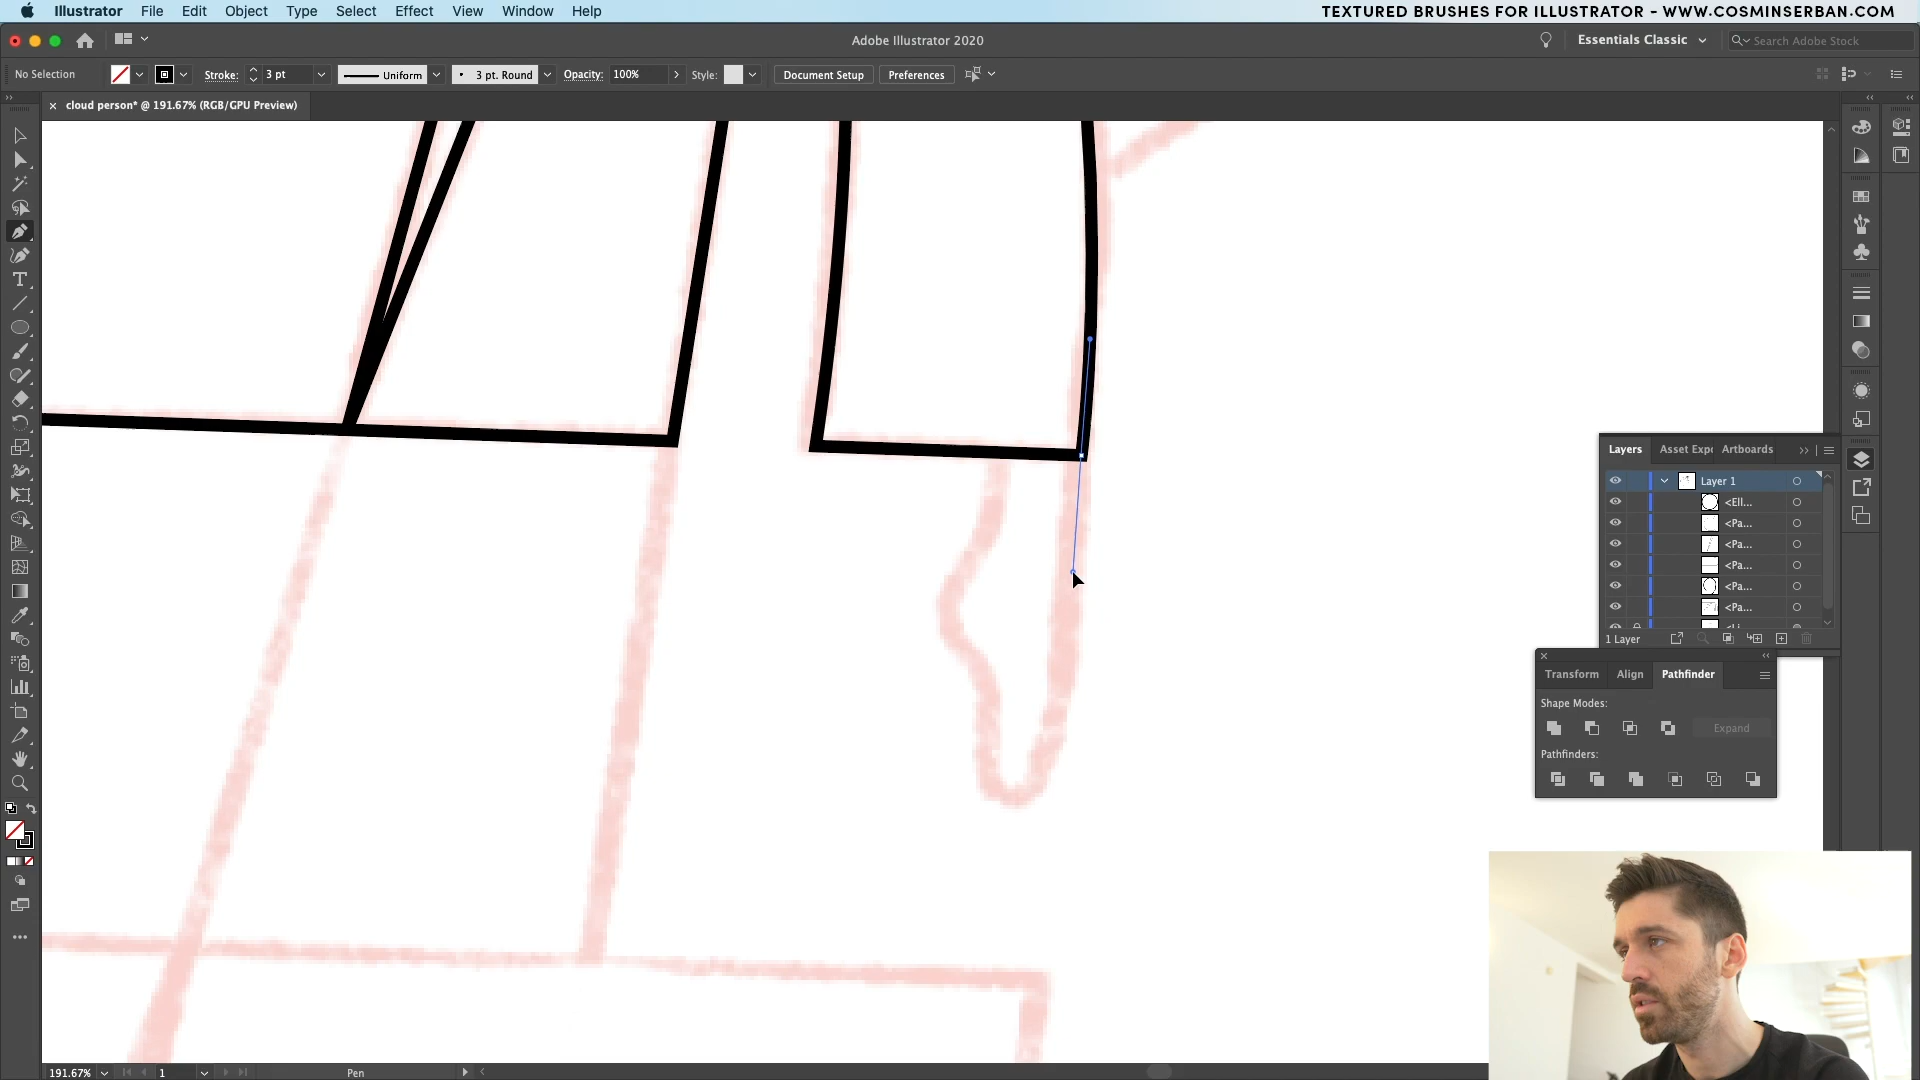 Illustrator File Edit Object Type Select Effect View Window Help
TEXTURED BRUSHES FOR ILLUSTRATOR - WWW.COSMINSERBAN.COM
Adobe Illustrator 2020
Essentials Classic
Search Adobe Stock
No Selection
Stroke: 3 pt
Uniform
3 pt. Round
Opacity: 100%
Style:
Document Setup
Preferences
cloud person* @ 191.67% (RGB/GPU Preview)
Layers Asset Expo Artboards
Layer 1
<Ell...
<Pa...
<Pa...
<Pa...
<Pa...
<Pa...
1 Layer
Transform Align Pathfinder
Shape Modes:
Expand
Pathfinders:
191.67% 1 Pen